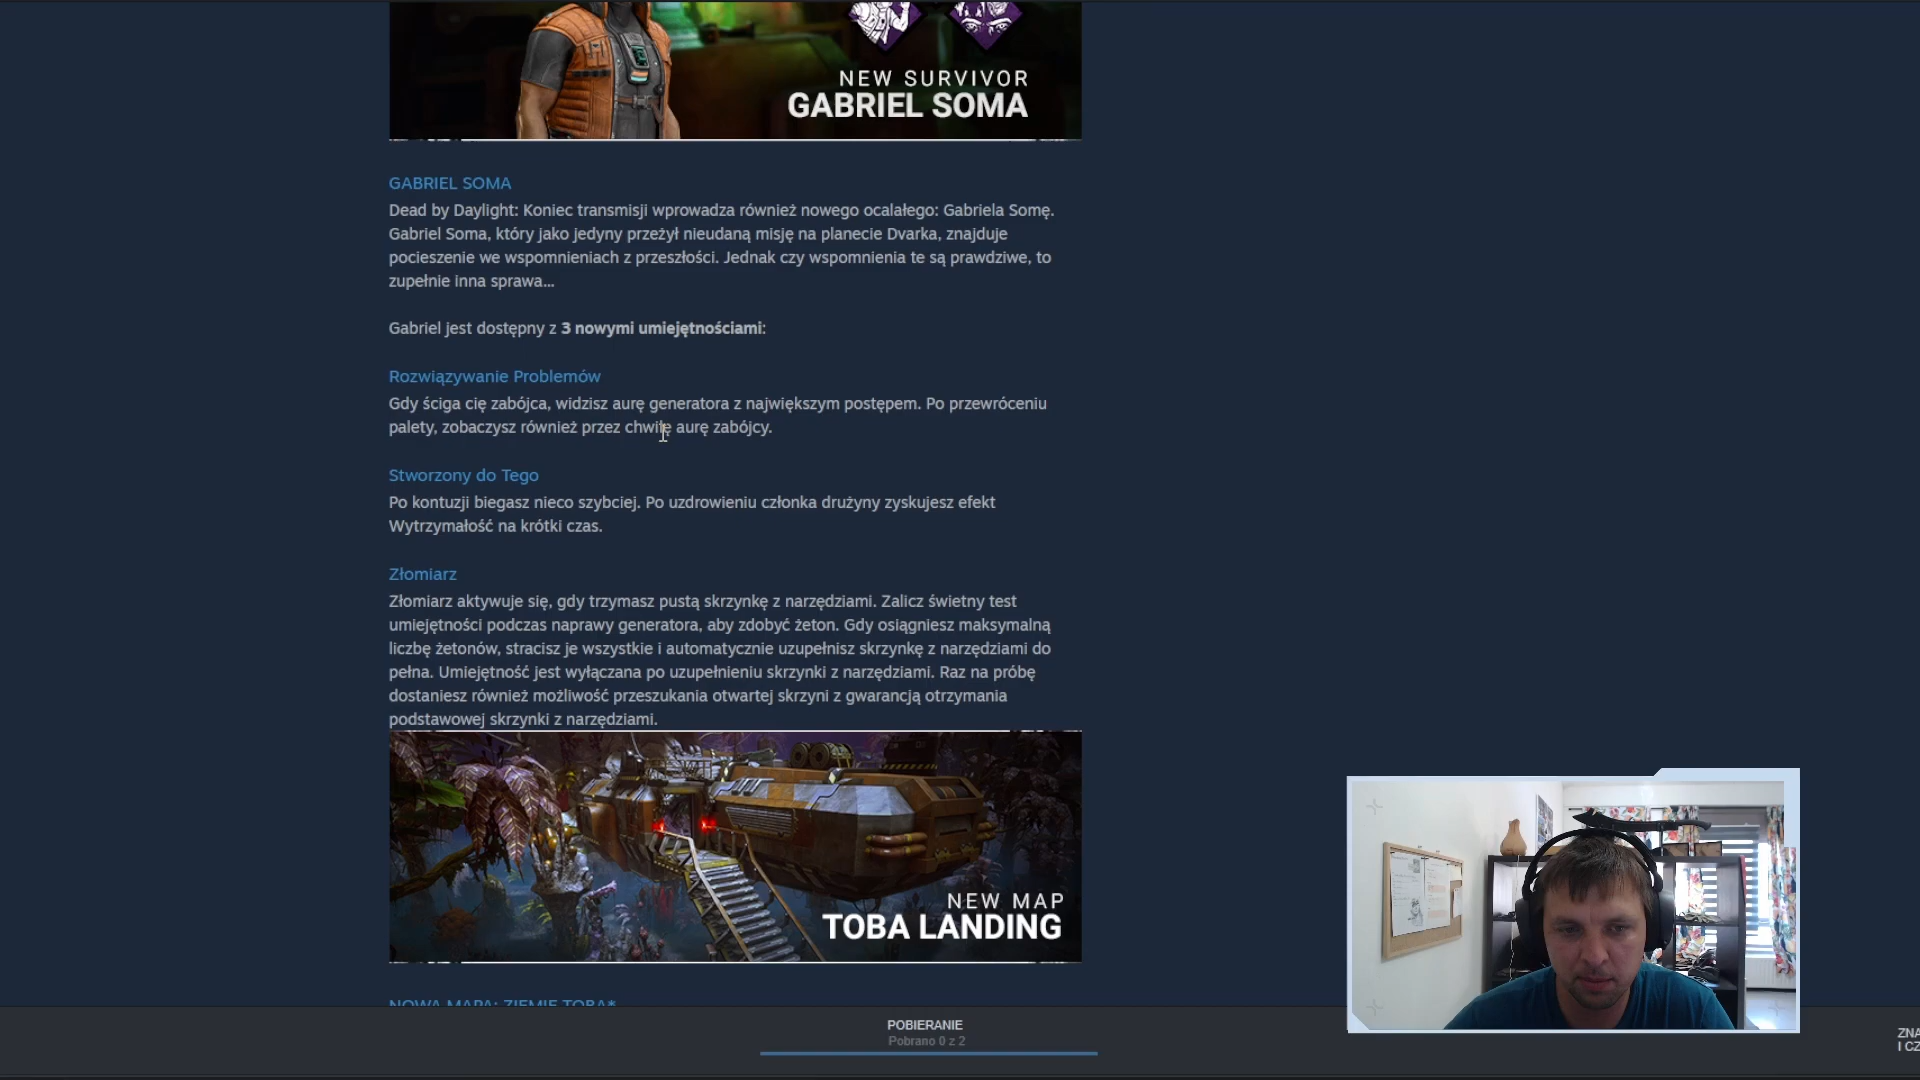 NEW SURVIVOR
GABRIEL SOMA
GABRIEL SOMA
Dead by Daylight: Koniec transmisji wprowadza również nowego ocalałego: Gabriela Somę.
Gabriel Soma, który jako jedyny przeżył nieudaną misję na planecie Dvarka, znajduje
pocieszenie we wspomnieniach z przeszłości. Jednak czy wspomnienia te są prawdziwe, to
zupełnie inna sprawa...
Gabriel jest dostępny z 3 nowymi umiejętnościami:
Rozwiązywanie Problemów
Gdy ściga cię zabójca, widzisz aurę generatora z największym postępem. Po przewróceniu
palety, zobaczysz również przez chwilę aurę zabójcy.
Stworzony do Tego
Po kontuzji biegasz nieco szybciej. Po uzdrowieniu członka drużyny zyskujesz efekt
Wytrzymałość na krótki czas.
Złomiarz
Złomiarz aktywuje się, gdy trzymasz pustą skrzynkę z narzędziami. Zalicz świetny test
umiejętności podczas naprawy generatora, aby zdobyć żeton. Gdy osiągniesz maksymalną
liczbę żetonów, stracisz je wszystkie i automatycznie uzupełnisz skrzynkę z narzędziami do
pełna. Umiejętność jest wyłączana po uzupełnieniu skrzynki z narzędziami. Raz na próbę
dostaniesz również możliwość przeszukania otwartej skrzyni z gwarancją otrzymania
podstawowej skrzynki z narzędziami.
NEW MAP
TOBA LANDING
NOWA MAPA: ZIEMIE TOBA*
POBIERANIE
Pobrano 0 z 2
ZNA
I CZ